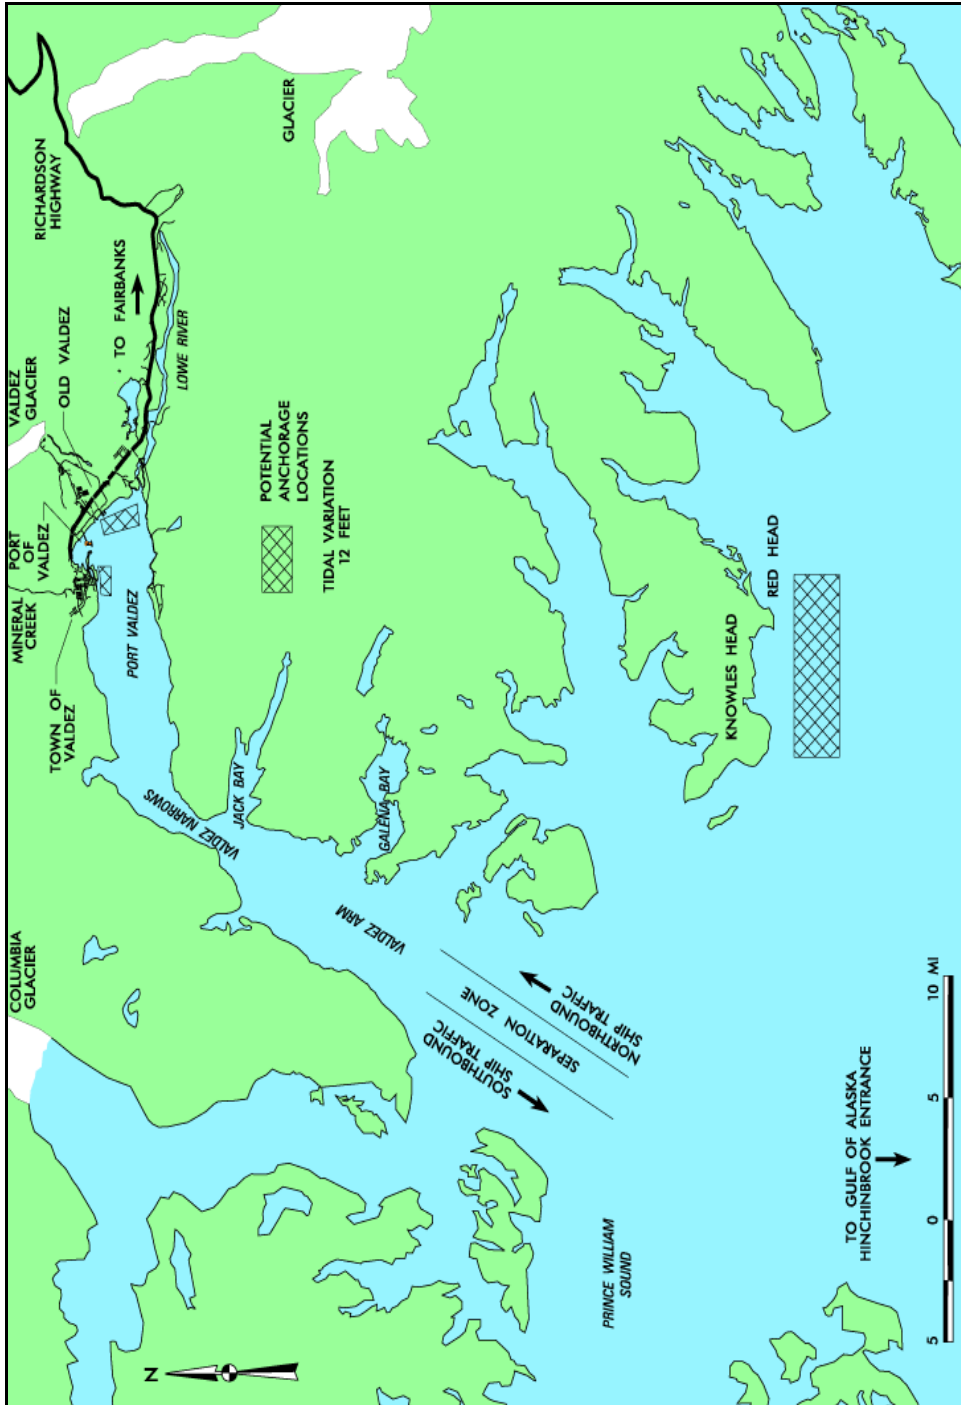 COLUMBIA
GLACIER
TOWN OF
VALDEZ
MINERAL
CREEK
PORT
OF
VALDEZ
VALDEZ
GLACIER
OLD VALDEZ
TO FAIRBANKS
RICHARDSON
HIGHWAY
GLACIER
LOWE RIVER
PORT VALDEZ
VALDEZ NARROWS
JACK BAY
GALENA BAY
VALDEZ ARM
POTENTIAL
ANCHORAGE
LOCATIONS
TIDAL VARIATION
12 FEET
SOUTHBOUND
SHIP TRAFFIC
SEPARATION ZONE
NORTHBOUND
SHIP TRAFFIC
KNOWLES HEAD
RED HEAD
PRINCE WILLIAM
SOUND
TO GULF OF ALASKA
HINCHINBROOK ENTRANCE
5 0 5 10 MI
N